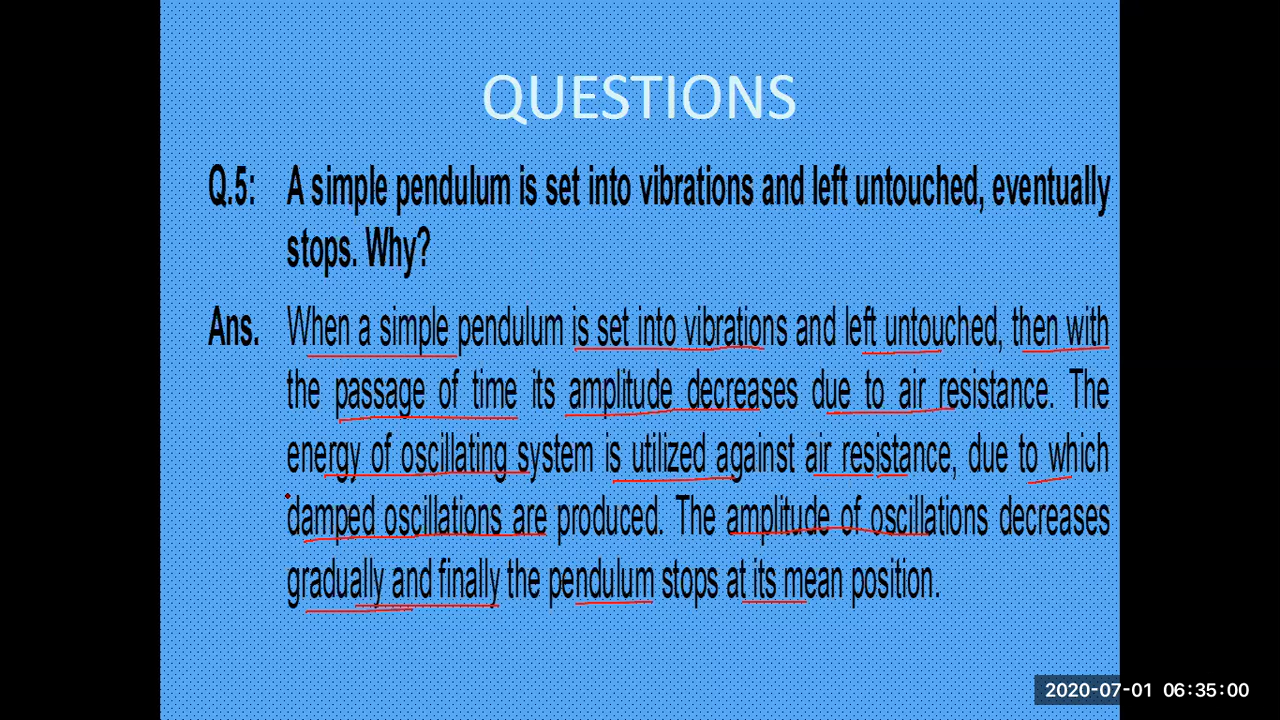 QUESTIONS
Q.5: A simple pendulum is set into vibrations and left untouched, eventually
stops. Why?
Ans. When a simple pendulum is set into vibrations and left untouched, then with
the passage of time its amplitude decreases due to air resistance. The
energy of oscillating system is utilized against air resistance, due to which
damped oscillations are produced. The amplitude of oscillations decreases
gradually and finally the pendulum stops at its mean position.
2020-07-01 06:35:00